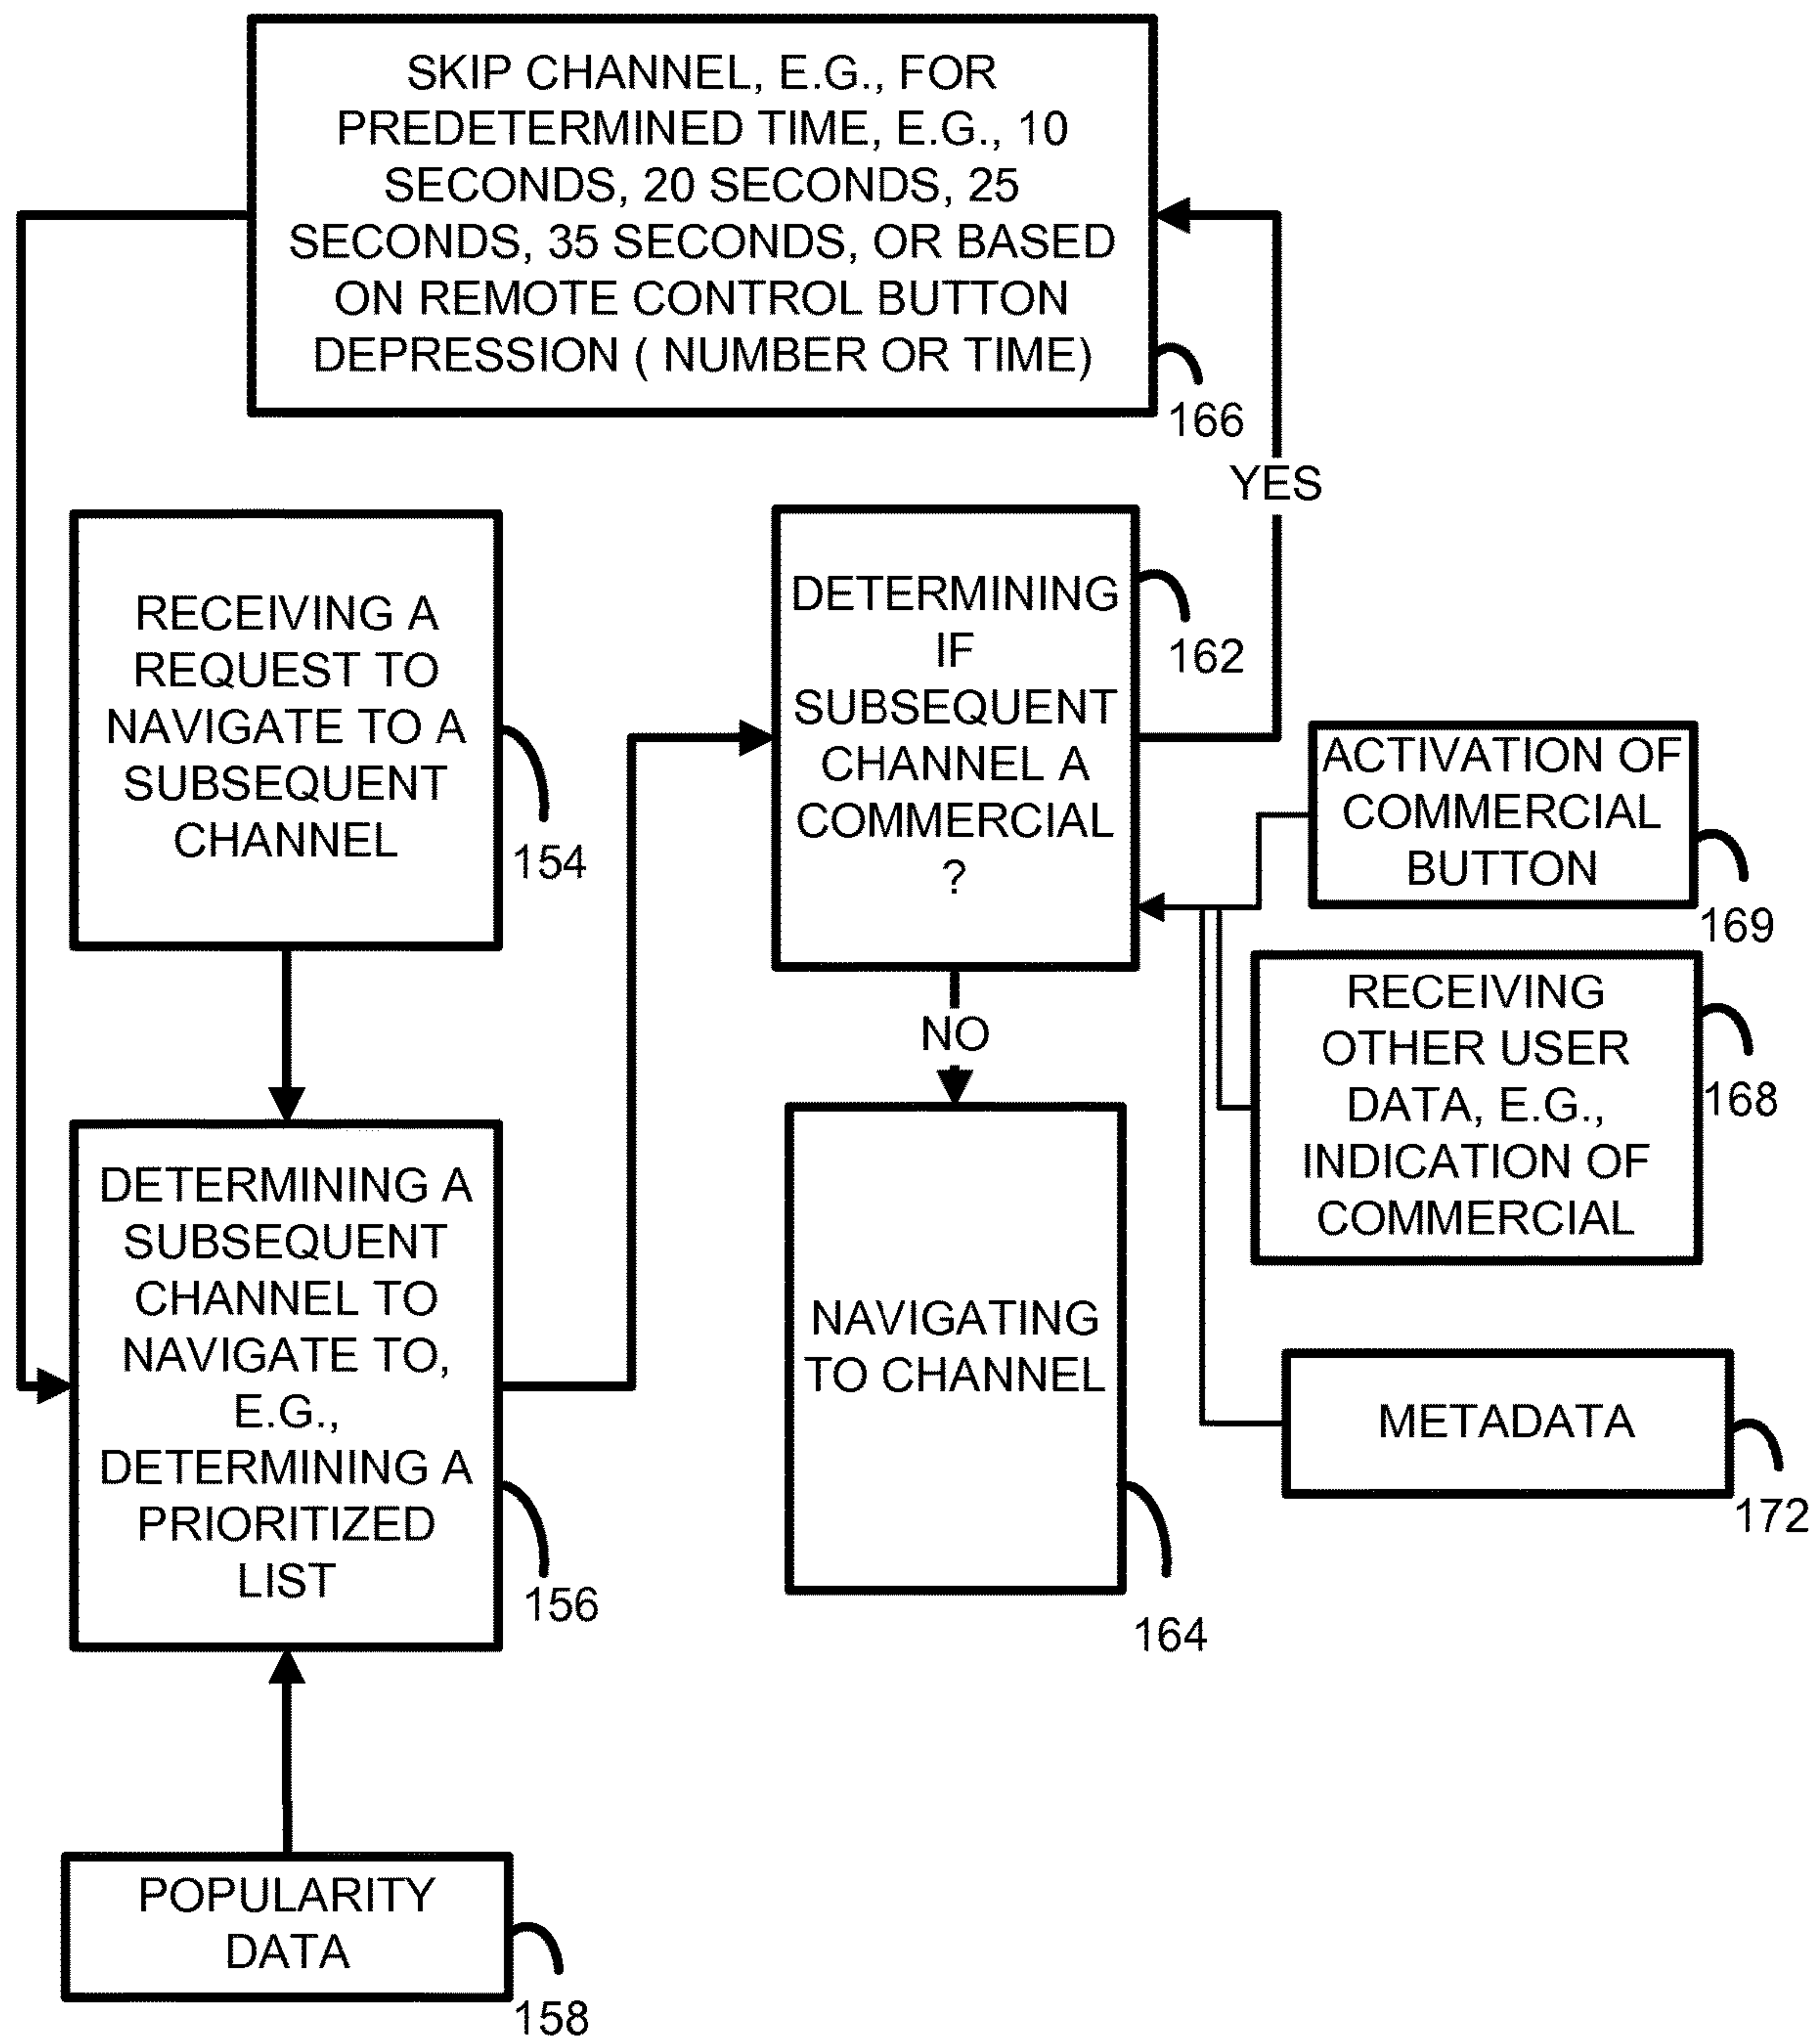 SKIP CHANNEL, E.G., FOR
PREDETERMINED TIME, E.G., 10
SECONDS, 20 SECONDS, 25
SECONDS, 35 SECONDS, OR BASED
ON REMOTE CONTROL BUTTON
DEPRESSION ( NUMBER OR TIME)
166
YES
RECEIVING A
REQUEST TO
NAVIGATE TO A
SUBSEQUENT
CHANNEL
154
DETERMINING
IF
SUBSEQUENT
CHANNEL A
COMMERCIAL
?
162
ACTIVATION OF
COMMERCIAL
BUTTON
169
RECEIVING
OTHER USER
DATA, E.G.,
INDICATION OF
COMMERCIAL
168
NO
DETERMINING A
SUBSEQUENT
CHANNEL TO
NAVIGATE TO,
E.G.,
DETERMINING A
PRIORITIZED
LIST
156
NAVIGATING
TO CHANNEL
164
METADATA
172
POPULARITY
DATA
158